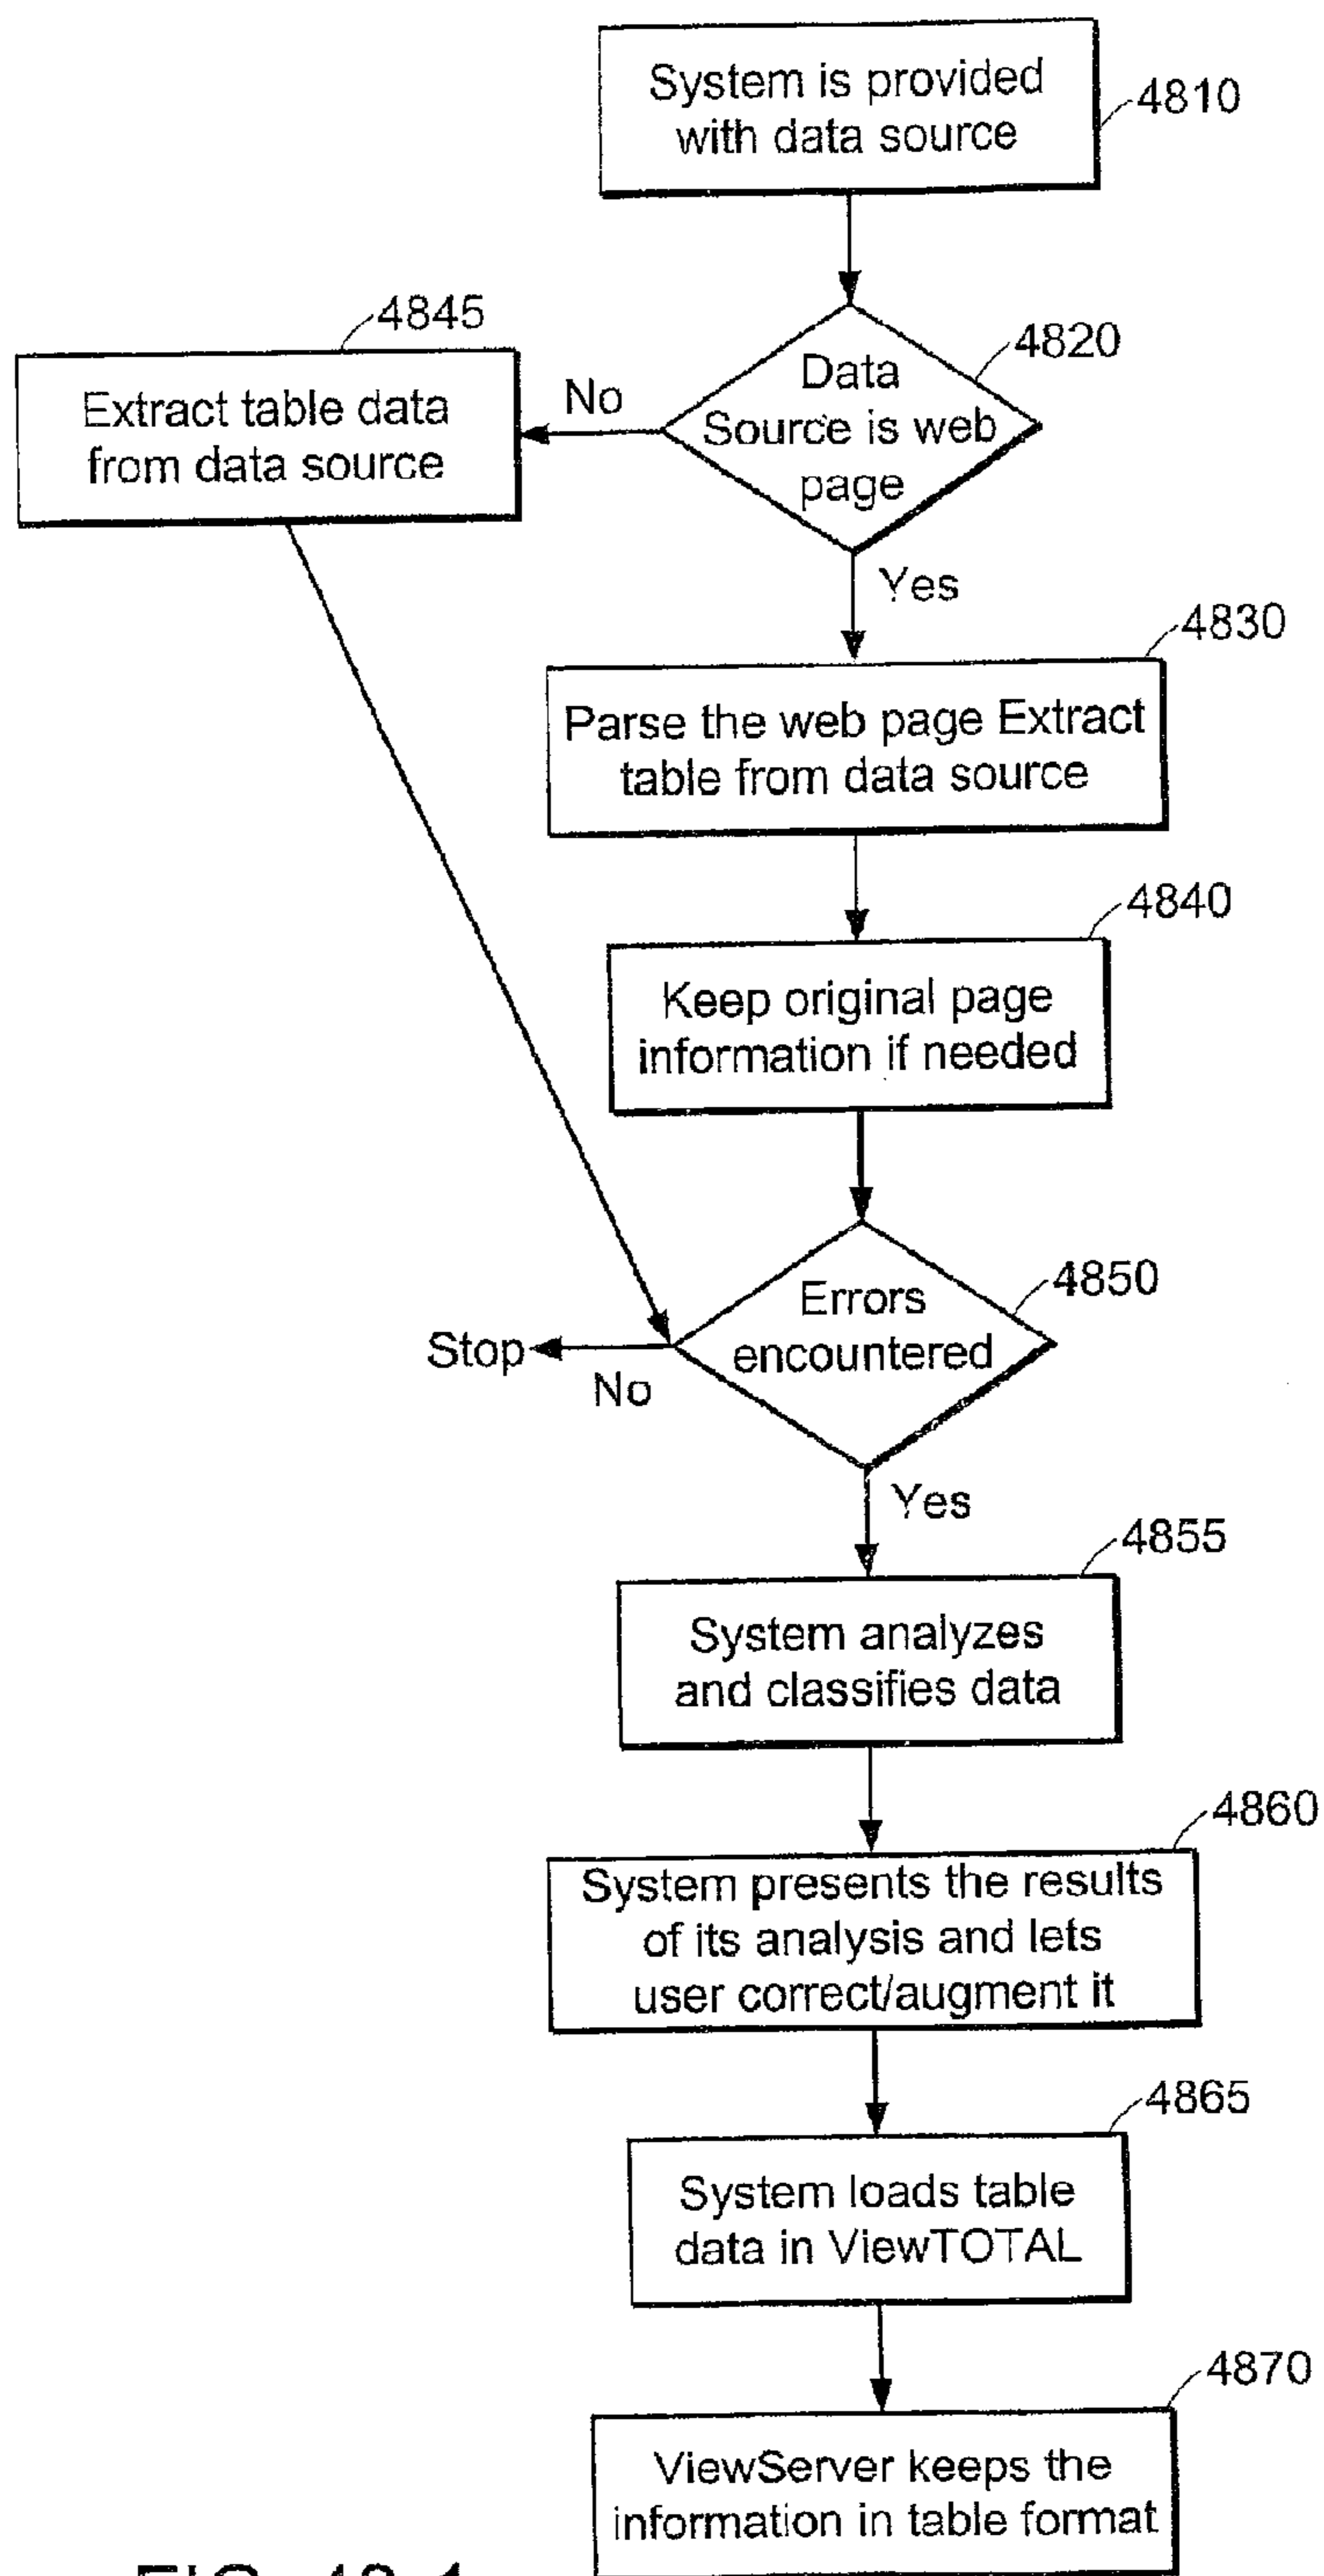 System is provided
with data source
4810
4845
4820
Extract table data
from data source
No
Data
Source is web
page
Yes
4830
Parse the web page Extract
table from data source
4840
Keep original page
information if needed
4850
Errors
encountered
Stop
No
Yes
4855
System analyzes
and classifies data
4860
System presents the results
of its analysis and lets
user correct/augment it
4865
System loads table
data in ViewTOTAL
4870
ViewServer keeps the
information in table format